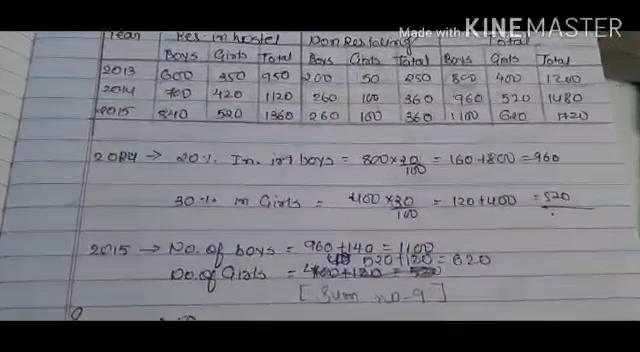 Made with KINEMASTER
Year Res. in hostel Non Residing Total
Boys Girls Total Boys Girls Total Boys Girls Total
2013 600 350 950 200 50 250 800 400 1200
2014 700 420 1120 260 100 360 960 520 1480
2015 840 520 1360 260 100 360 1100 620 1720
→ 20% In. in boys = 800 × 20/100 = 160 + 800 = 960
30% in Girls = 400 × 30/100 = 120 + 400 = 520
2015 → No. of boys = 960 + 140 = 1100
520 + 100 = 620
No. of Girls =
[Sum no-9]